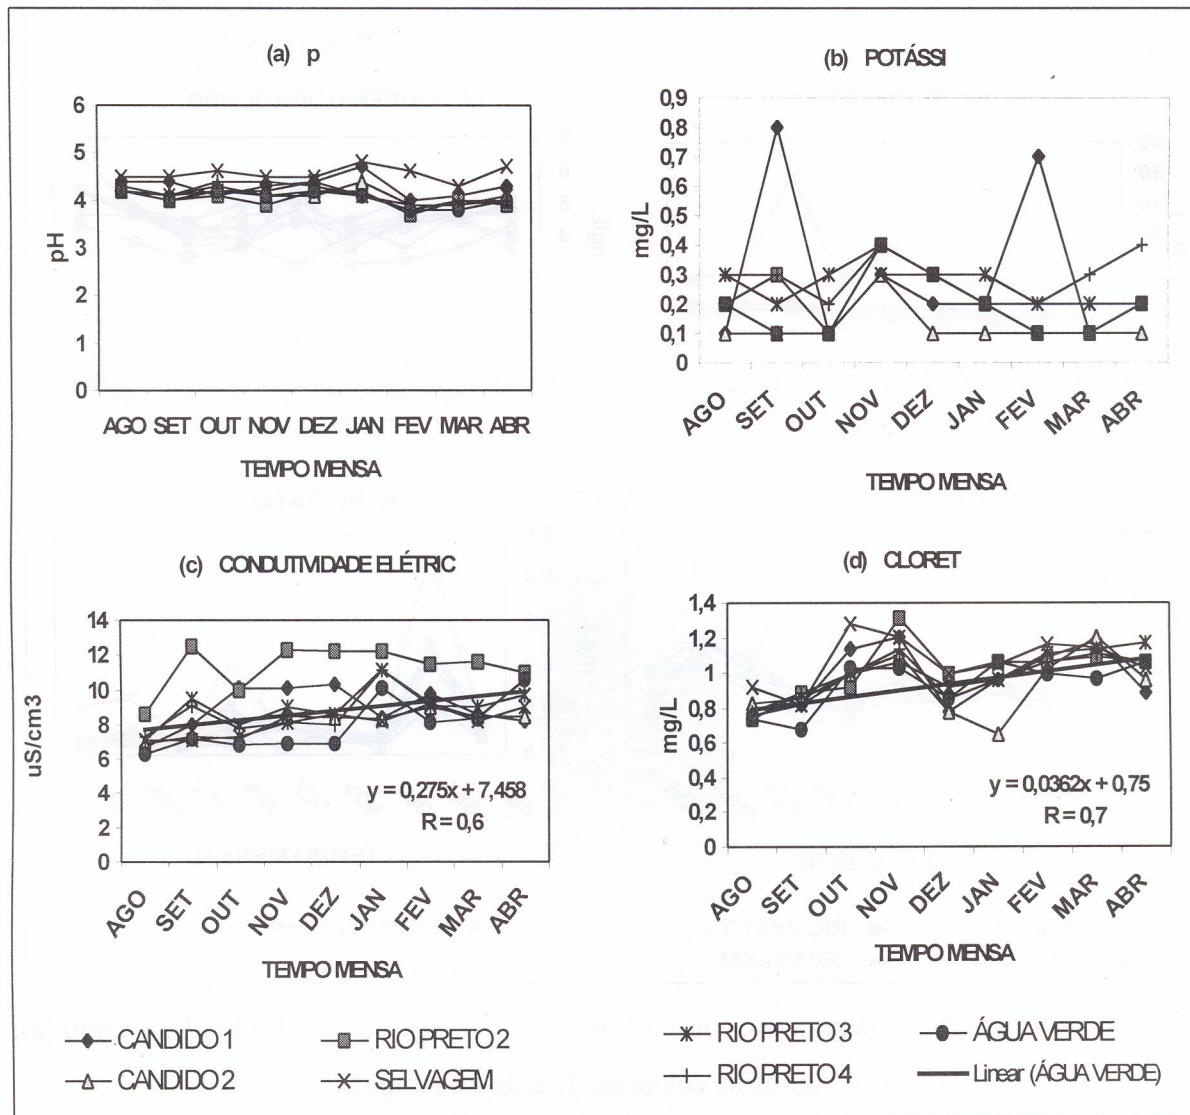 (a) p
6
5
4
3
2
1
0
pH
AGO SET OUT NOV DEZ JAN FEV MAR ABR
TEMPO MENSA
(b) POTÁSSI
0,9
0,8
0,7
0,6
0,5
0,4
0,3
0,2
0,1
0
mg/L
AGO SET OUT NOV DEZ JAN FEV MAR ABR
TEMPO MENSA
(c) CONDUTIVIDADE ELÉTRIC
14
12
10
8
6
4
2
0
uS/cm3
y = 0,275x + 7,458
R = 0,6
AGO SET OUT NOV DEZ JAN FEV MAR ABR
TEMPO MENSA
(d) CLORET
1,4
1,2
1
0,8
0,6
0,4
0,2
0
mg/L
y = 0,0362x + 0,75
R = 0,7
AGO SET OUT NOV DEZ JAN FEV MAR ABR
TEMPO MENSA
CANDIDO 1 RIO PRETO 2 RIO PRETO 3 ÁGUA VERDE
CANDIDO 2 SELVAGEM RIO PRETO 4 Linear (ÁGUA VERDE)